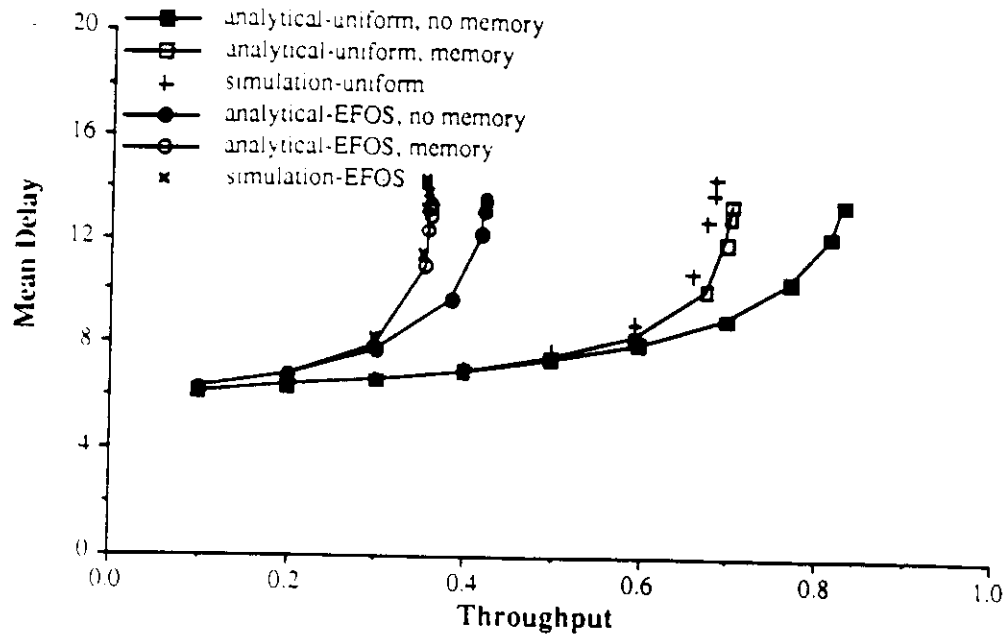 analytical-uniform, no memory
analytical-uniform, memory
simulation-uniform
analytical-EFOS, no memory
analytical-EFOS, memory
simulation-EFOS
20
16
12
8
4
0
Mean Delay
0.0
0.2
0.4
0.6
0.8
1.0
Throughput